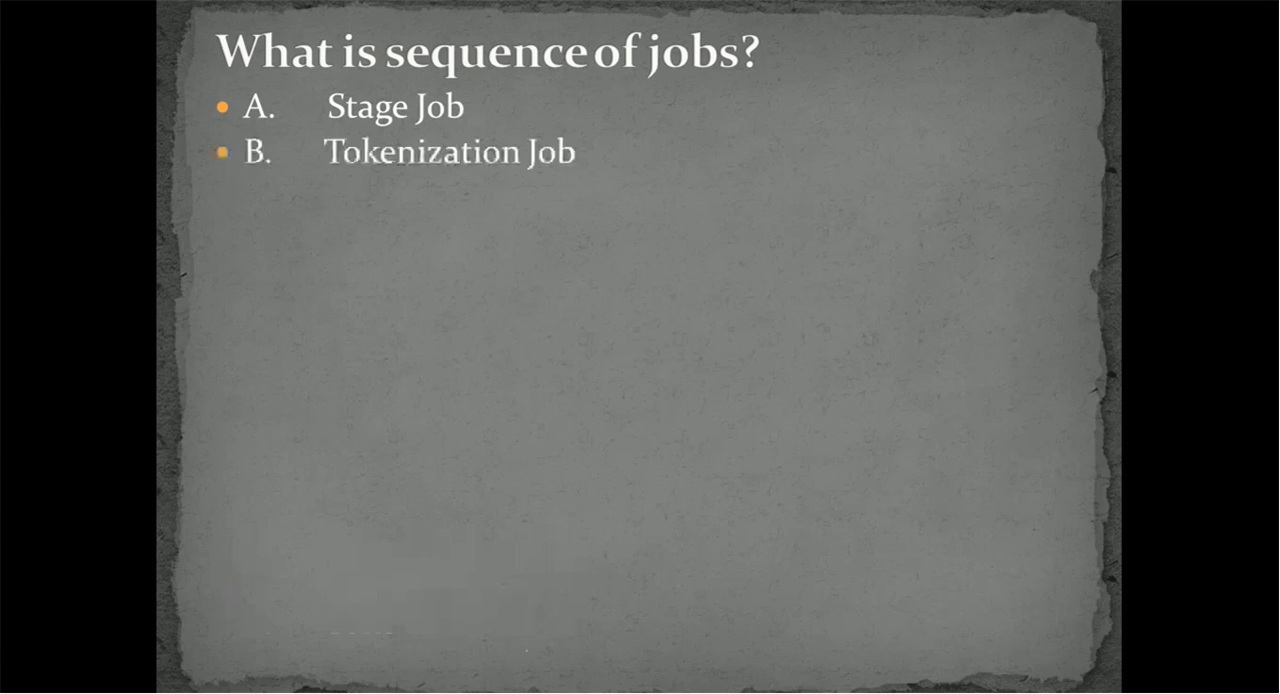 What is sequence of jobs?
A. Stage Job
B. Tokenization Job